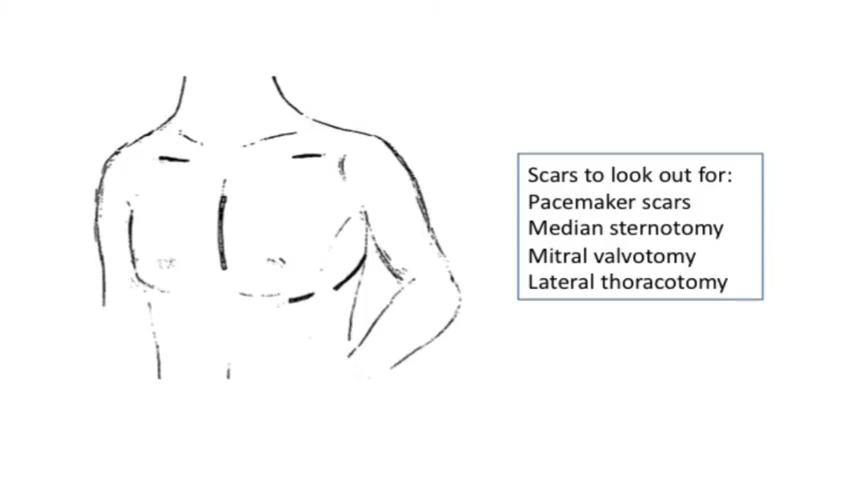 Scars to look out for:
Pacemaker scars
Median sternotomy
Mitral valvotomy
Lateral thoracotomy